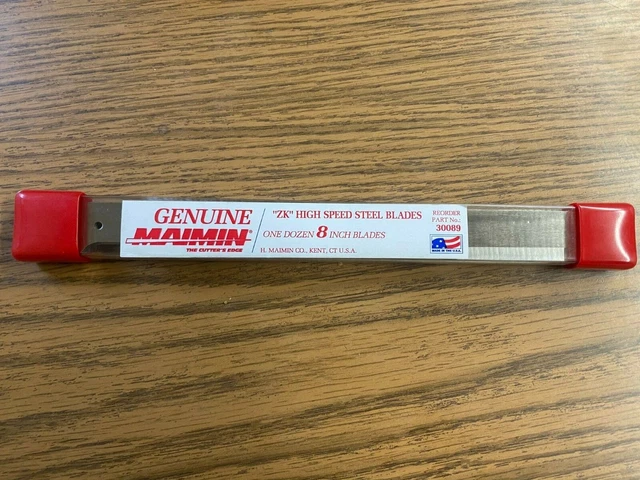 GENUINE
MAIMIN®
THE CUTTER'S EDGE
"ZK" HIGH SPEED STEEL BLADES
ONE DOZEN 8 INCH BLADES
H. MAIMIN CO., KENT, CT U.S.A.
REORDER
PART No.:
30089
MADE IN THE U.S.A.